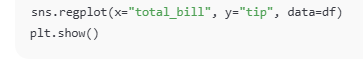 sns.regplot(x="total_bill", y="tip", data=df)
plt.show()